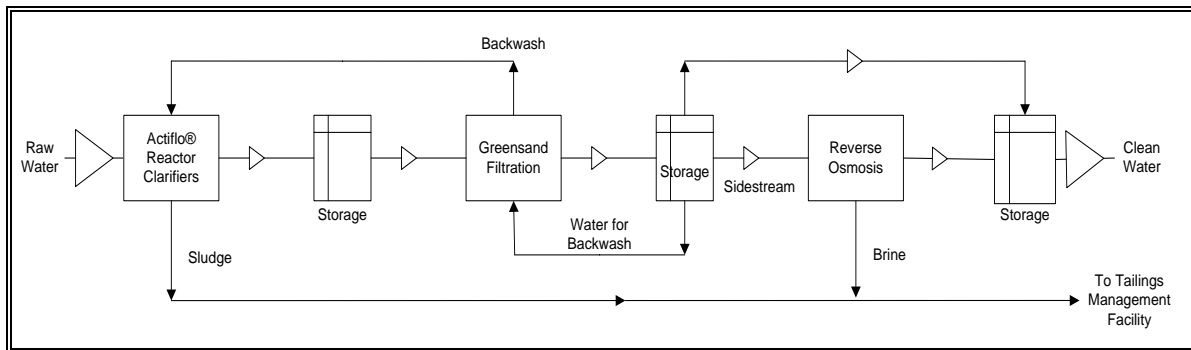 Backwash
Raw
Water
Actiflo®
Reactor
Clarifiers
Storage
Greensand
Filtration
Storage
Sidestream
Reverse
Osmosis
Storage
Clean
Water
Water for
Backwash
Sludge
Brine
To Tailings
Management
Facility